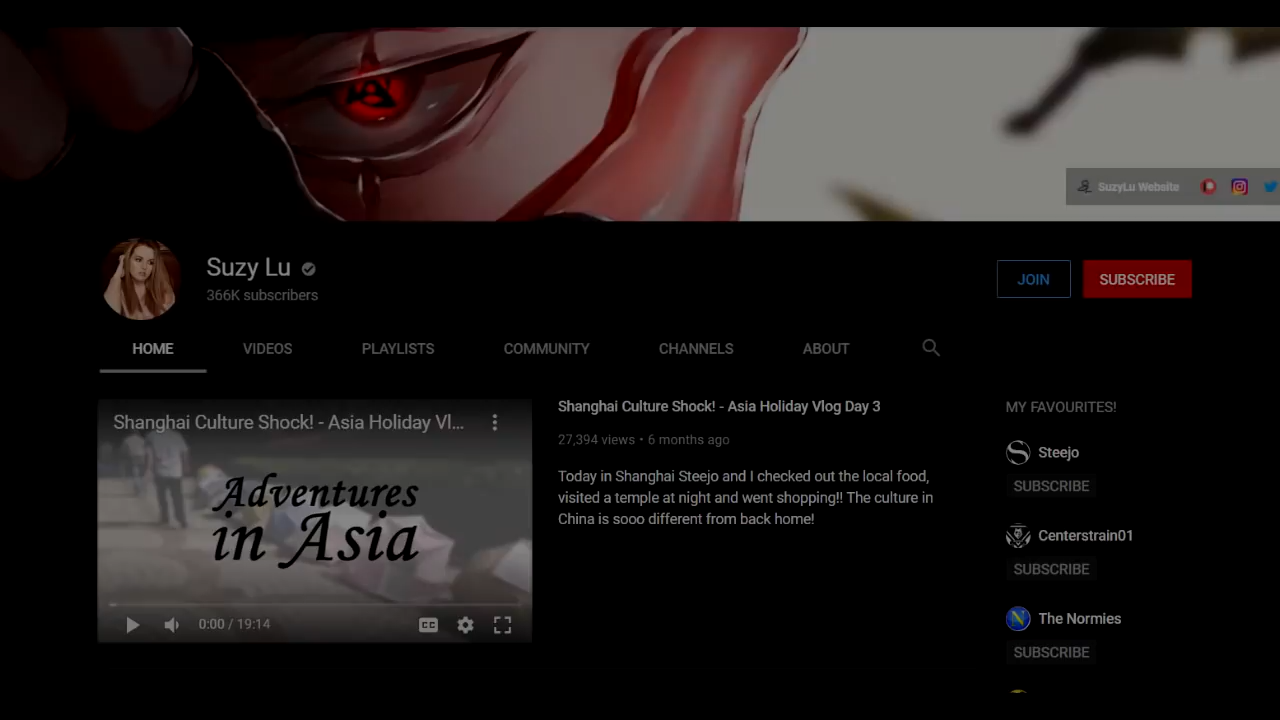 SuzyLu Website
Suzy Lu
366K subscribers
JOIN
SUBSCRIBE
HOME
VIDEOS
PLAYLISTS
COMMUNITY
CHANNELS
ABOUT
Shanghai Culture Shock! - Asia Holiday Vl...
Adventures
in Asia
0:00 / 19:14
CC
Shanghai Culture Shock! - Asia Holiday Vlog Day 3
27,394 views • 6 months ago
Today in Shanghai Steejo and I checked out the local food,
visited a temple at night and went shopping!! The culture in
China is sooo different from back home!
MY FAVOURITES!
Steejo
SUBSCRIBE
Centerstrain01
SUBSCRIBE
The Normies
SUBSCRIBE